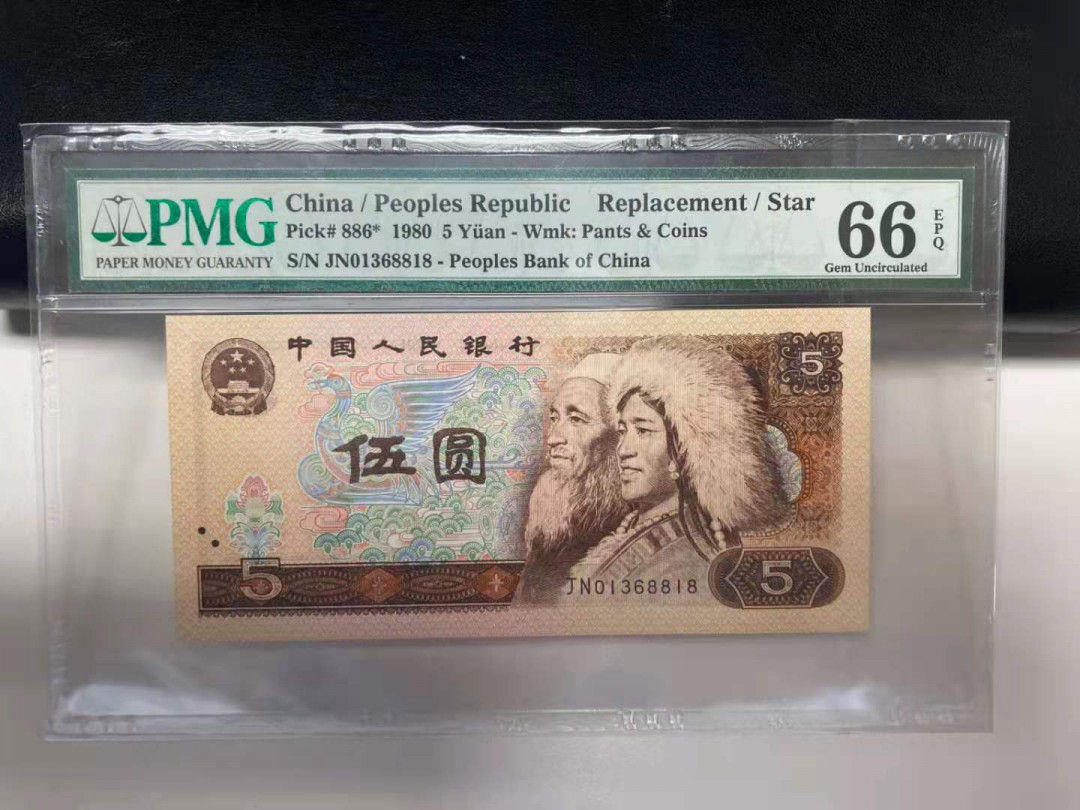 PMG
PAPER MONEY GUARANTY
China / Peoples Republic Replacement / Star
Pick# 886* 1980 5 Yüan - Wmk: Pants & Coins
S/N JN01368818 - Peoples Bank of China
66
EPQ
Gem Uncirculated
中国人民银行
5
伍圆
5
JN01368818
5